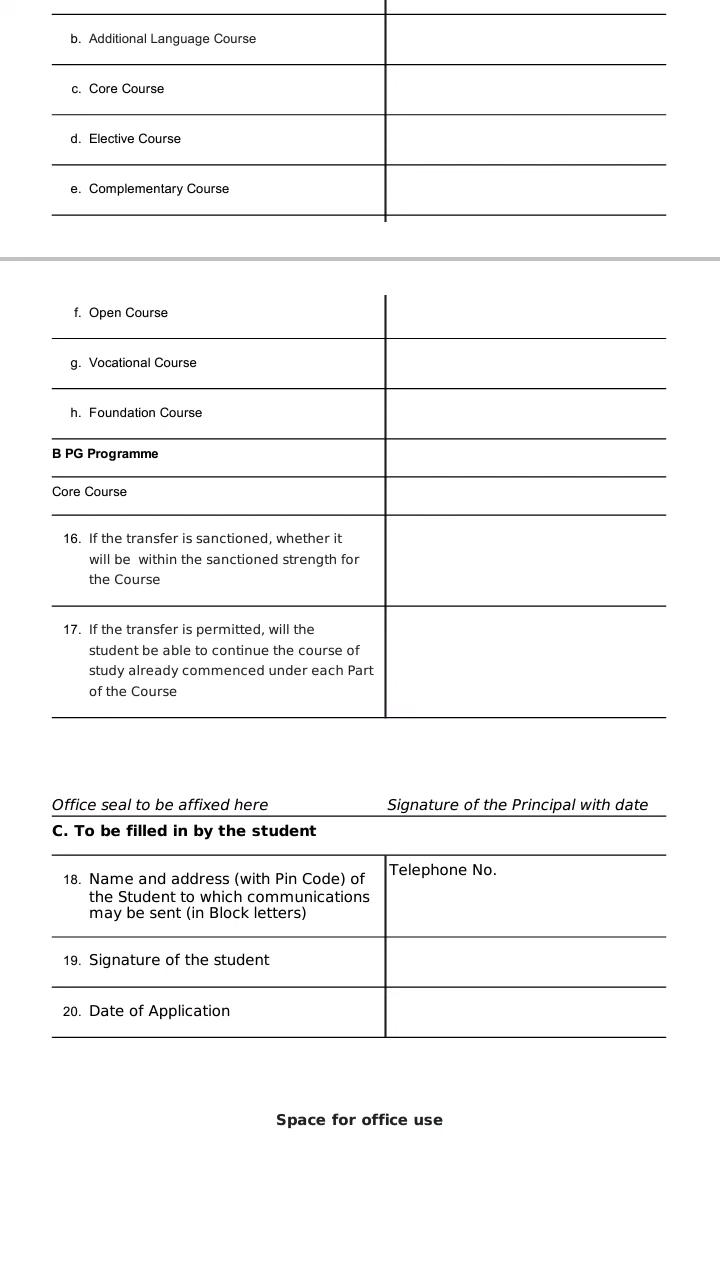 b. Additional Language Course
c. Core Course
d. Elective Course
e. Complementary Course
f. Open Course
g. Vocational Course
h. Foundation Course
B PG Programme
Core Course
16. If the transfer is sanctioned, whether it
will be within the sanctioned strength for
the Course
17. If the transfer is permitted, will the
student be able to continue the course of
study already commenced under each Part
of the Course
Office seal to be affixed here Signature of the Principal with date
C. To be filled in by the student
18. Name and address (with Pin Code) of
the Student to which communications
may be sent (in Block letters)
Telephone No.
19. Signature of the student
20. Date of Application
Space for office use